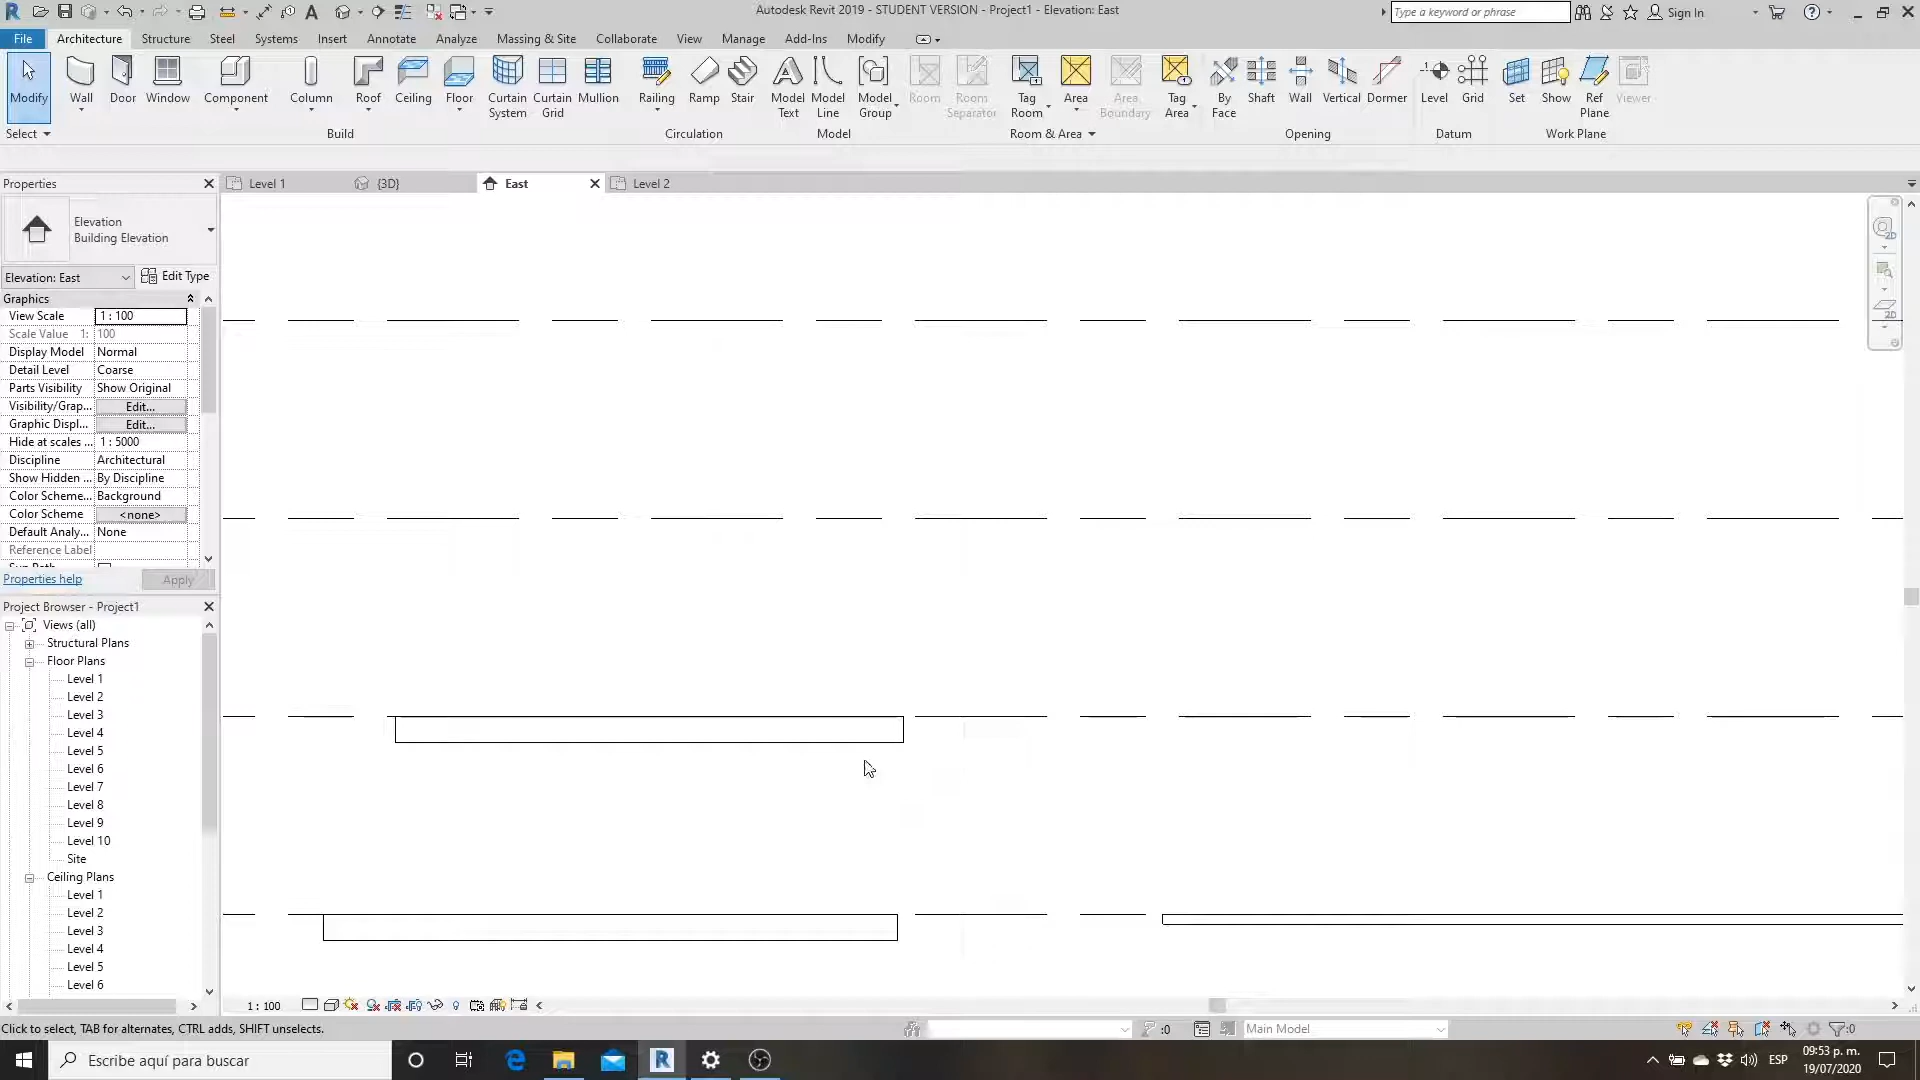 Autodesk Revit 2019 - STUDENT VERSION - Project1 - Elevation: East
Type a keyword or phrase
Sign In
File Architecture Structure Steel Systems Insert Annotate Analyze Massing & Site Collaborate View Manage Add-Ins Modify
Modify Wall Door Window Component Column Roof Ceiling Floor Curtain System Curtain Grid Mullion Railing Ramp Stair Model Text Model Line Model Group Room Room Separator Tag Room Area Area Boundary Tag Area By Face Shaft Wall Vertical Dormer Level Grid Set Show Ref Plane Viewer
Select Build Circulation Model Room & Area Opening Datum Work Plane
Properties
Level 1 {3D} East Level 2
Elevation
Building Elevation
Elevation: East Edit Type
Graphics
View Scale 1 : 100
Scale Value 1: 100
Display Model Normal
Detail Level Coarse
Parts Visibility Show Original
Visibility/Grap... Edit...
Graphic Displ... Edit...
Hide at scales ... 1 : 5000
Discipline Architectural
Show Hidden ... By Discipline
Color Scheme... Background
Color Scheme <none>
Default Analy... None
Reference Label
Properties help Apply
Project Browser - Project1
Views (all)
Structural Plans
Floor Plans
Level 1
Level 2
Level 3
Level 4
Level 5
Level 6
Level 7
Level 8
Level 9
Level 10
Site
Ceiling Plans
Level 1
Level 2
Level 3
Level 4
Level 5
Level 6
1 : 100
Click to select, TAB for alternates, CTRL adds, SHIFT unselects.
:0
Main Model
:0
Escribe aquí para buscar
ESP
09:53 p. m.
19/07/2020